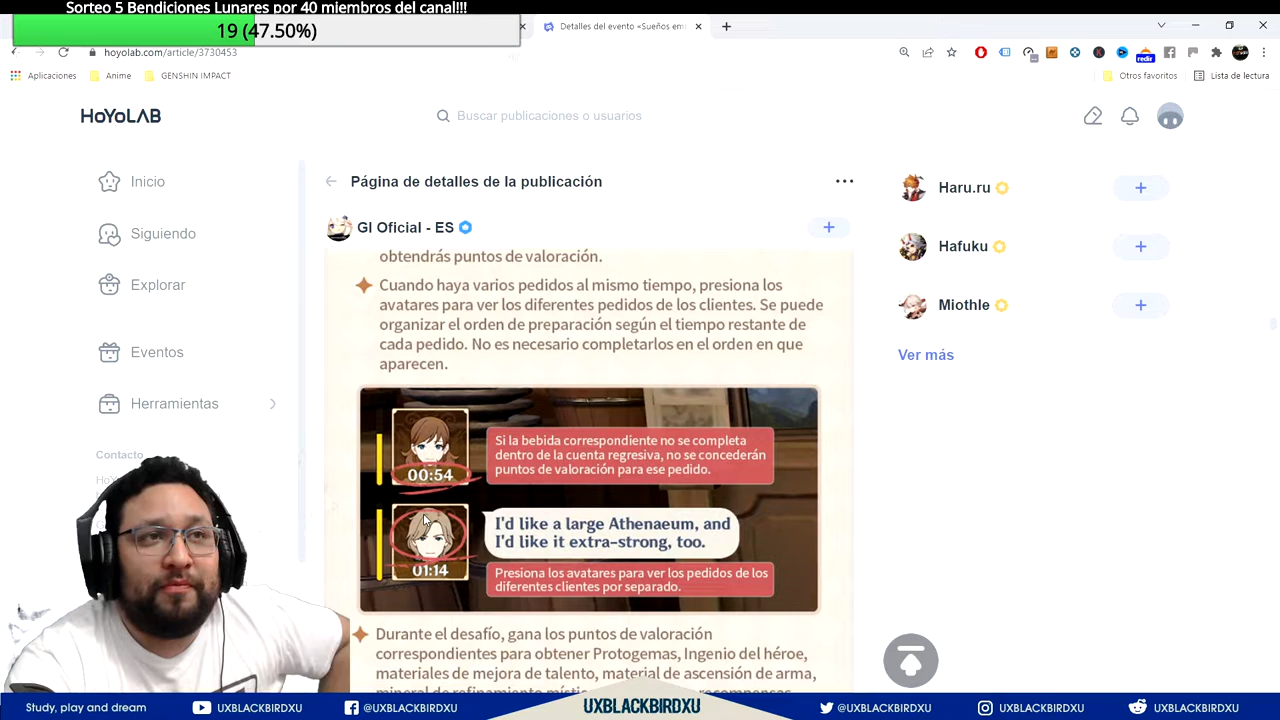 Sorteo 5 Bendiciones Lunares por 40 miembros del canal!!!
19 (47.50%)
Detalles del evento «Sueños em
hoyolab.com/article/3730453
redir
Aplicaciones
Anime
GENSHIN IMPACT
Otros favoritos
Lista de lectura
HoYoLAB
Buscar publicaciones o usuarios
Inicio
Siguiendo
Explorar
Eventos
Herramientas
Contacto
Página de detalles de la publicación
GI Oficial - ES
obtendrás puntos de valoración.
Cuando haya varios pedidos al mismo tiempo, presiona los
avatares para ver los diferentes pedidos de los clientes. Se puede
organizar el orden de preparación según el tiempo restante de
cada pedido. No es necesario completarlos en el orden en que
aparecen.
00:54
Si la bebida correspondiente no se completa
dentro de la cuenta regresiva, no se concederán
puntos de valoración para ese pedido.
01:14
I'd like a large Athenaeum, and
I'd like it extra-strong, too.
Presiona los avatares para ver los pedidos de los
diferentes clientes por separado.
Durante el desafío, gana los puntos de valoración
correspondientes para obtener Protogemas, Ingenio del héroe,
materiales de mejora de talento, material de ascensión de arma,
Haru.ru
Hafuku
Miothle
Ver más
Study, play and dream
UXBLACKBIRDXU
@UXBLACKBIRDXU
UXBLACKBIRDXU
@UXBLACKBIRDXU
UXBLACKBIRDXU
UXBLACKBIRDXU